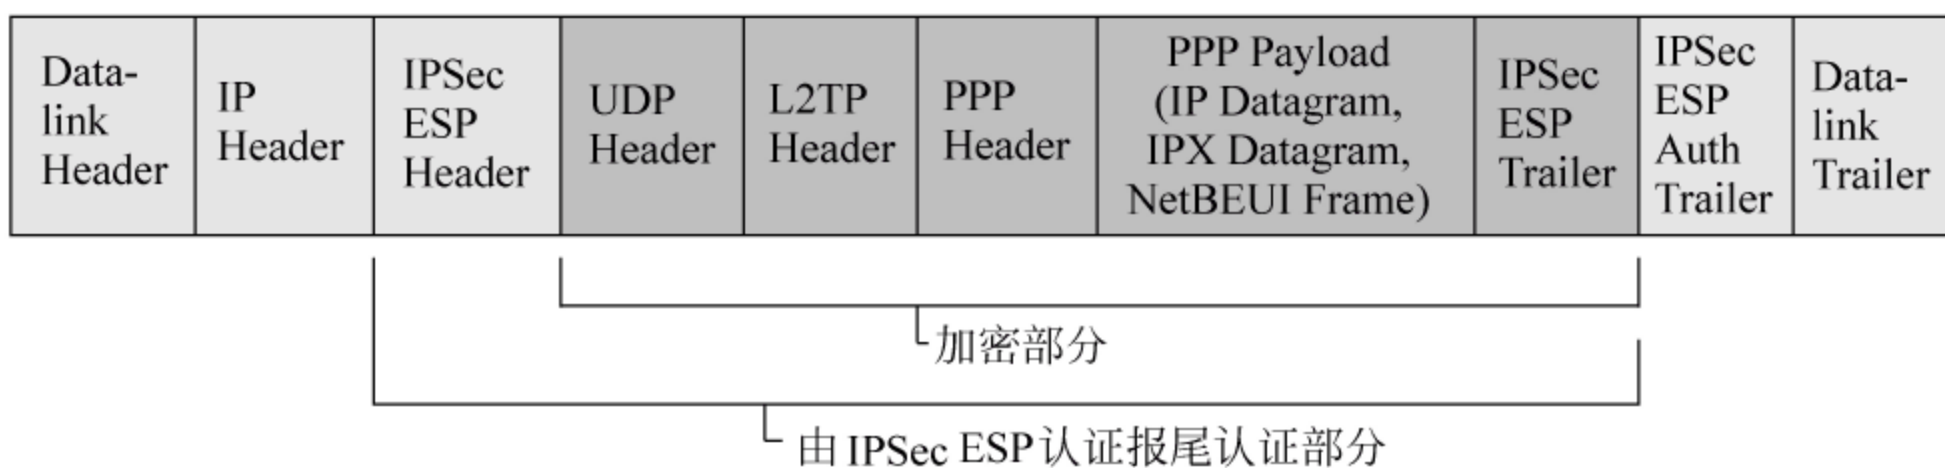 Data-
link
Header
IP
Header
IPSec
ESP
Header
UDP
Header
L2TP
Header
PPP
Header
PPP Payload
(IP Datagram,
IPX Datagram,
NetBEUI Frame)
IPSec
ESP
Trailer
IPSec
ESP
Auth
Trailer
Data-
link
Trailer
加密部分
由IPSec ESP认证报尾认证部分